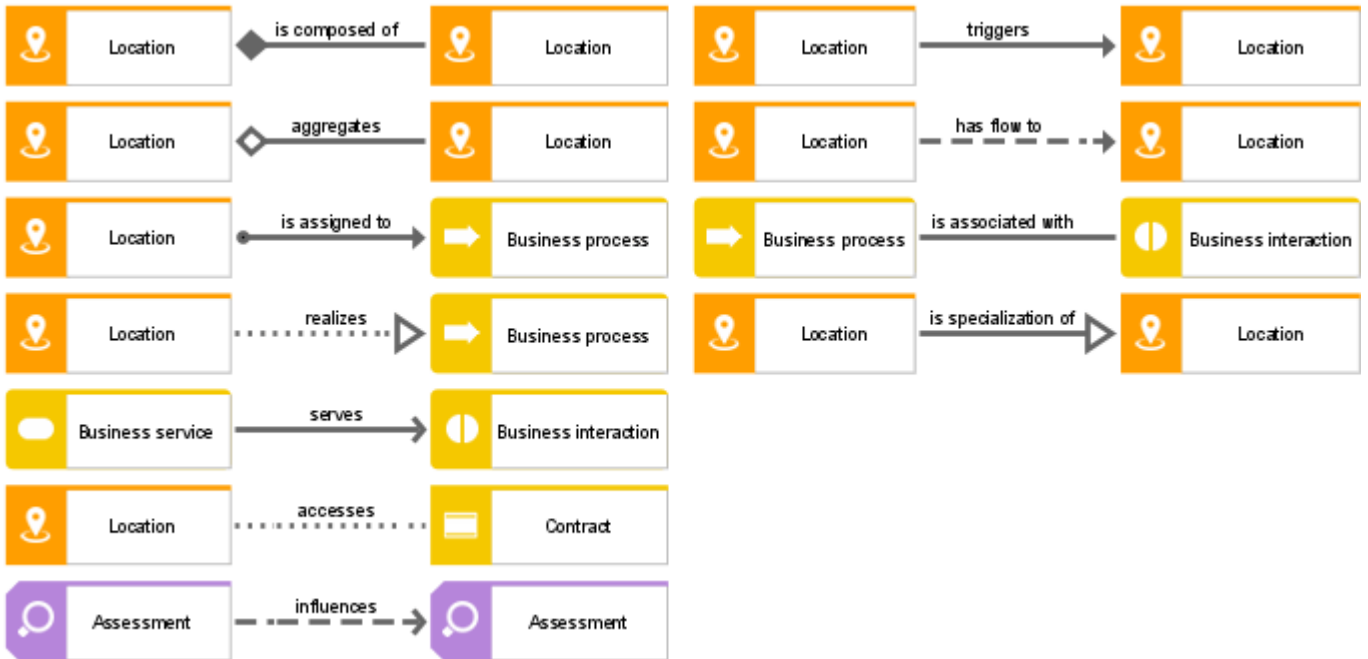 Location is composed of Location
Location triggers Location
Location aggregates Location
Location has flow to Location
Location is assigned to Business process
Business process is associated with Business interaction
Location realizes Business process
Location is specialization of Location
Business service serves Business interaction
Location accesses Contract
Assessment influences Assessment